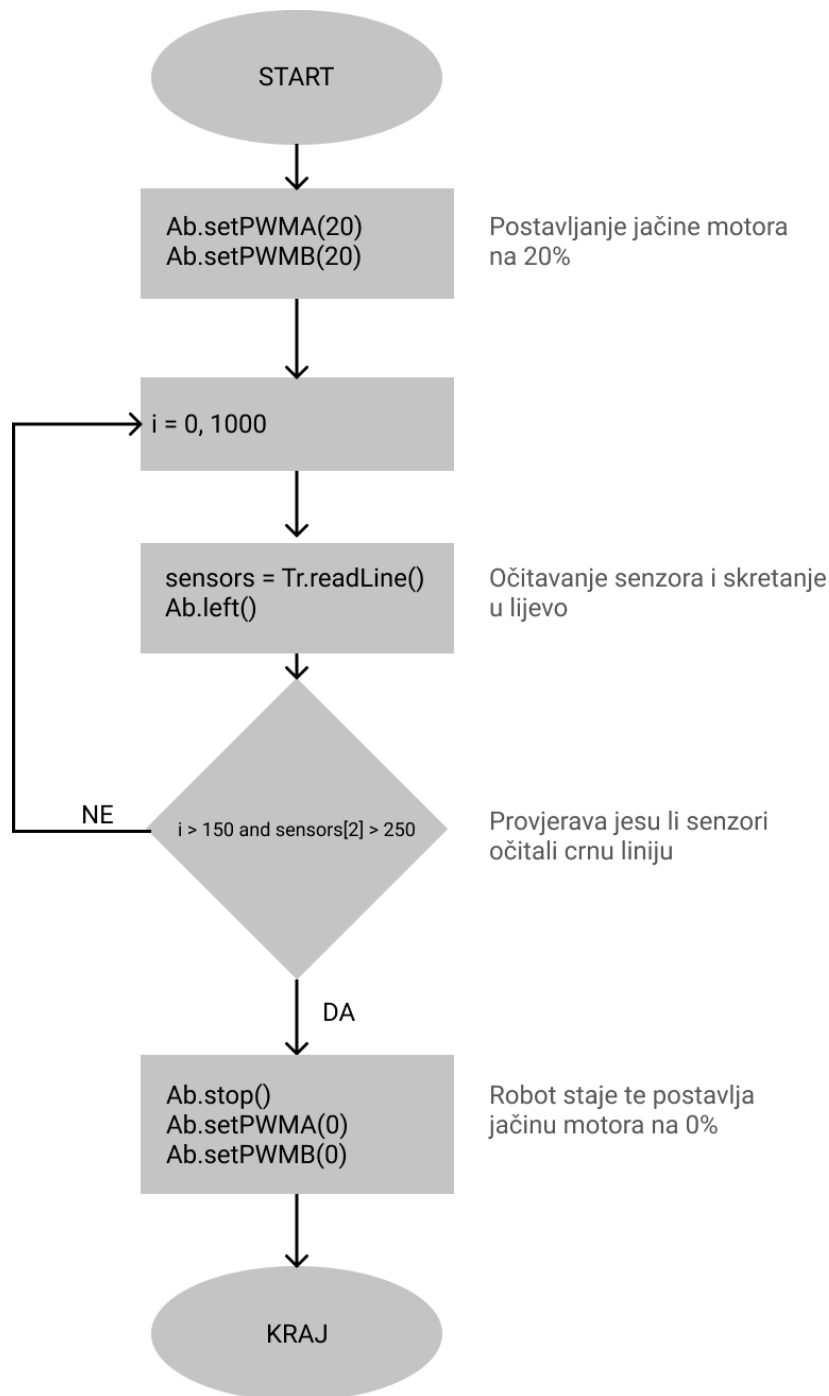 START
Ab.setPWMA(20)
Ab.setPWMB(20)
Postavljanje jačine motora
na 20%
i = 0, 1000
sensors = Tr.readLine()
Ab.left()
Očitavanje senzora i skretanje
u lijevo
NE
i > 150 and sensors[2] > 250
Provjerava jesu li senzori
očitali crnu liniju
DA
Ab.stop()
Ab.setPWMA(0)
Ab.setPWMB(0)
Robot staje te postavlja
jačinu motora na 0%
KRAJ